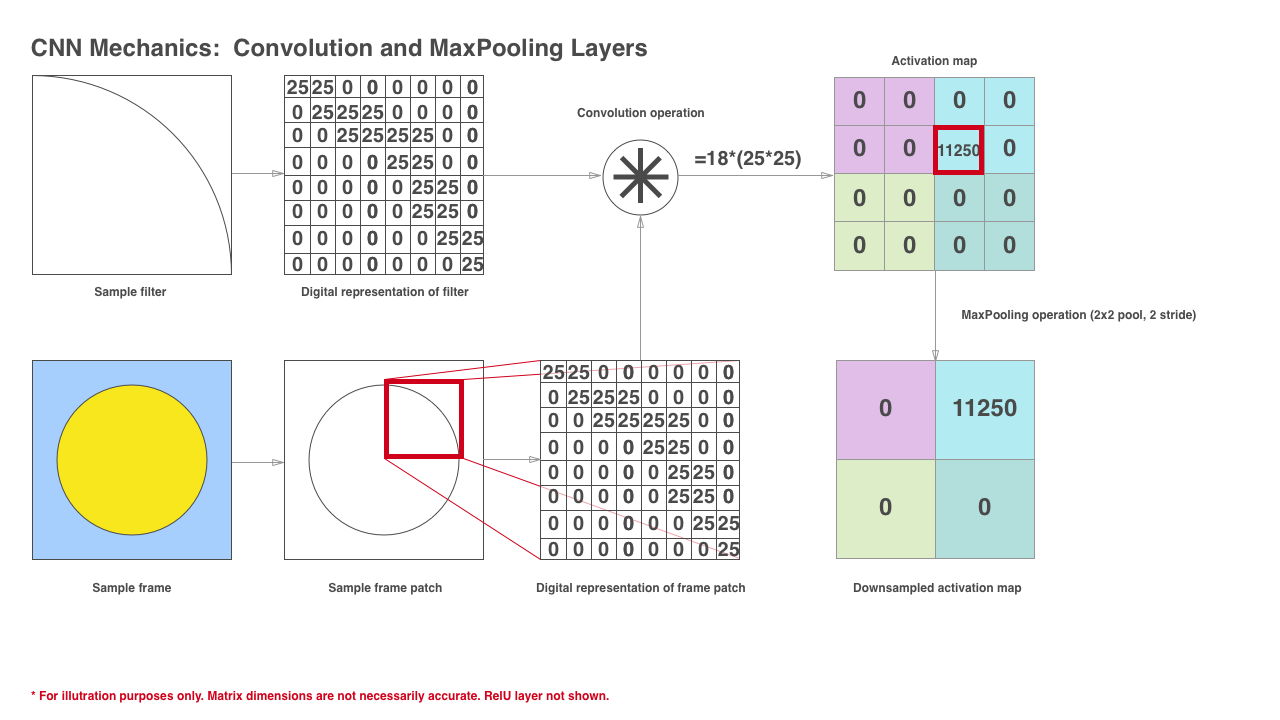 CNN Mechanics:  Convolution and MaxPooling Layers
Activation map
Convolution operation
=18*(25*25)
25 25 0 0 0 0 0 0
0 25 25 25 0 0 0 0
0 0 25 25 25 25 0 0
0 0 0 0 25 25 0 0
0 0 0 0 0 25 25 0
0 0 0 0 0 25 25 0
0 0 0 0 0 0 25 25
0 0 0 0 0 0 0 25
0 0 0 0
0 0 11250 0
0 0 0 0
0 0 0 0
Sample filter
Digital representation of filter
MaxPooling operation (2x2 pool, 2 stride)
25 25 0 0 0 0 0 0
0 25 25 25 0 0 0 0
0 0 25 25 25 25 0 0
0 0 0 0 25 25 0 0
0 0 0 0 0 25 25 0
0 0 0 0 0 25 25 0
0 0 0 0 0 0 25 25
0 0 0 0 0 0 0 25
0 11250
0 0
Sample frame
Sample frame patch
Digital representation of frame patch
Downsampled activation map
* For illutration purposes only. Matrix dimensions are not necessarily accurate. RelU layer not shown.